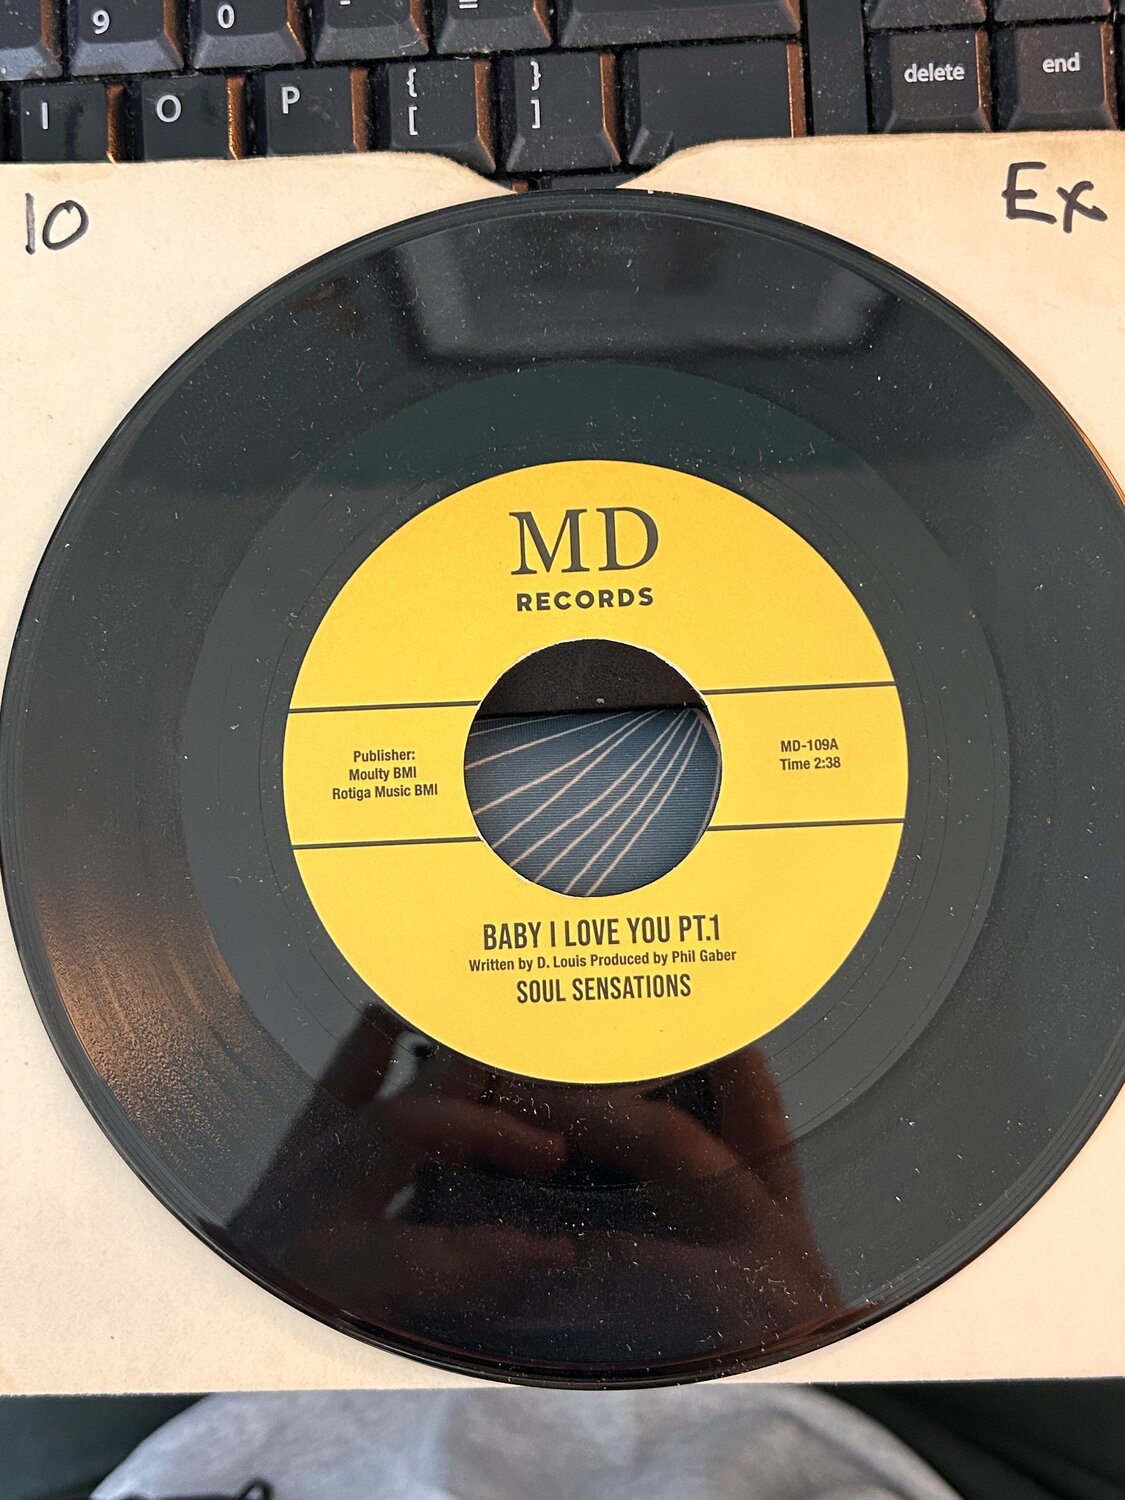 9 0 - =
I O P { [ } ] delete end
10
Ex
MD
RECORDS
Publisher:
Moulty BMI
Rotiga Music BMI
MD-109A
Time 2:38
BABY I LOVE YOU PT.1
Written by D. Louis Produced by Phil Gaber
SOUL SENSATIONS